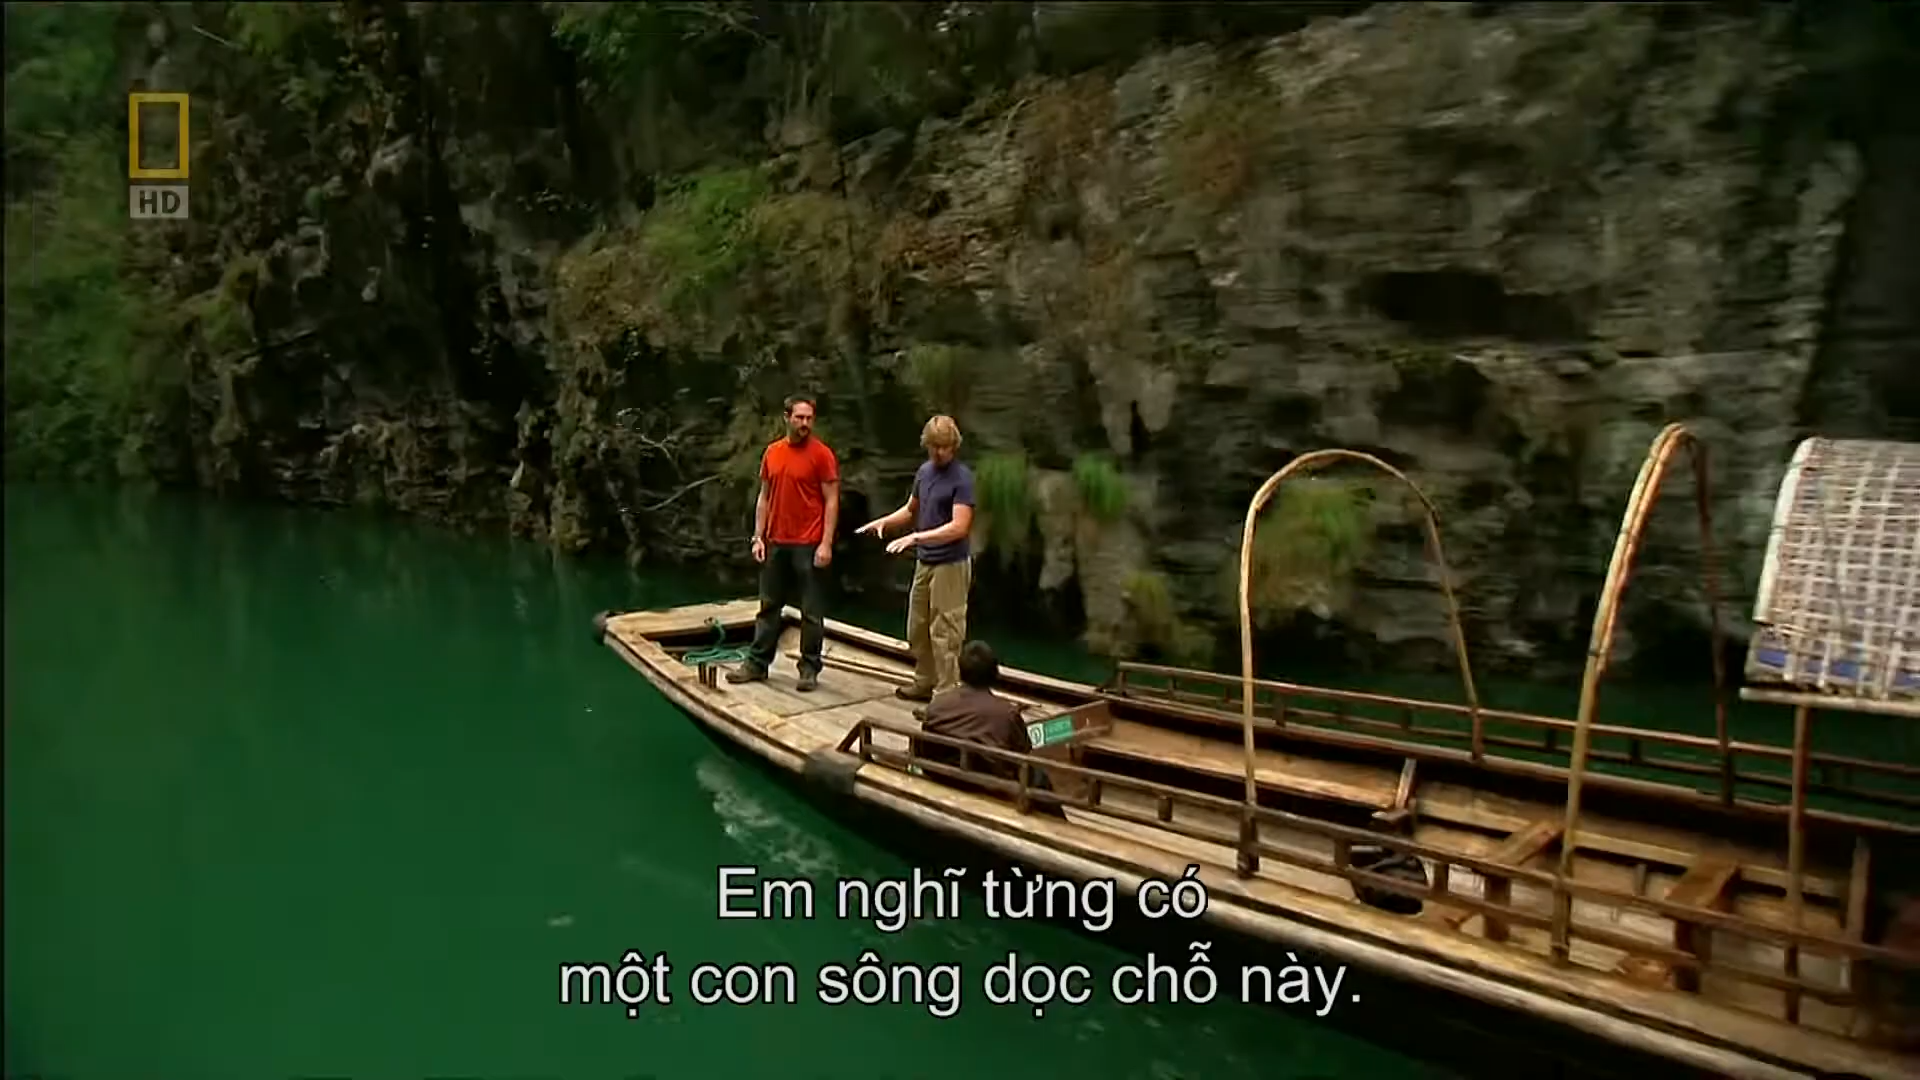 HD
Em nghĩ từng có
một con sông dọc chỗ này.